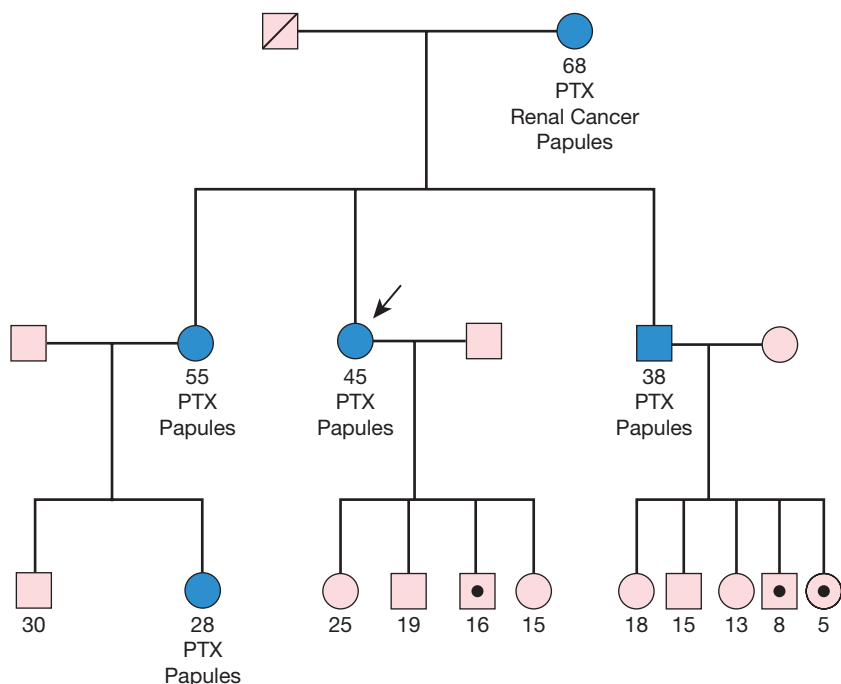 68
PTX
Renal Cancer
Papules
55
PTX
Papules
45
PTX
Papules
38
PTX
Papules
30
28
PTX
Papules
25
19
16
15
18
15
13
8
5